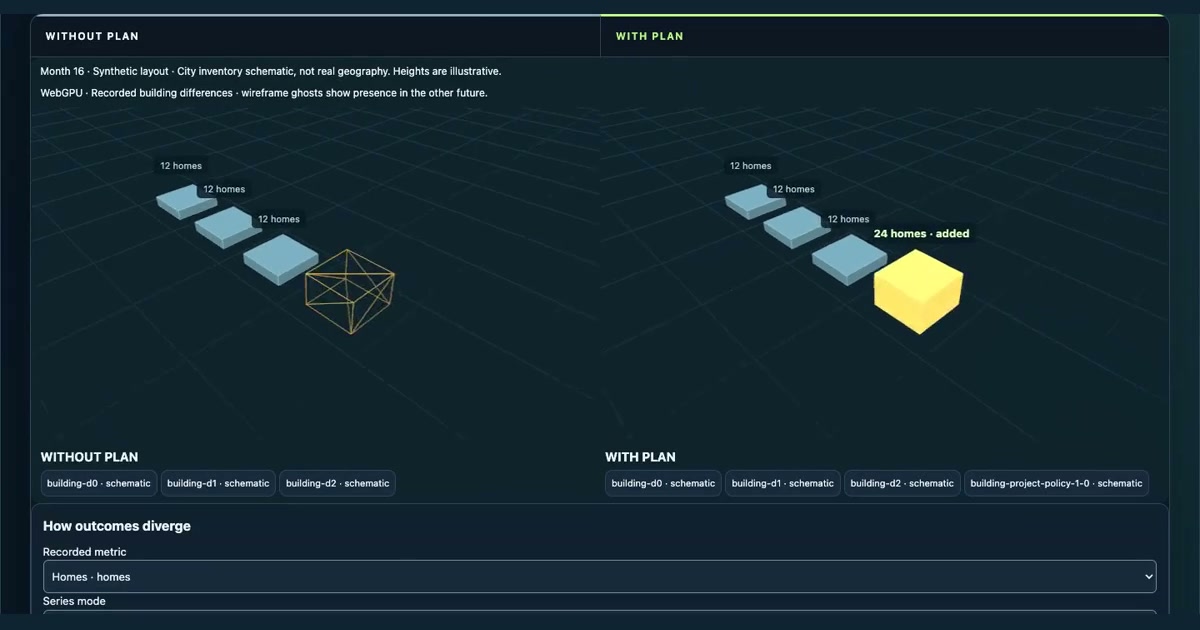 WITHOUT PLAN
WITH PLAN
Month 16 · Synthetic layout · City inventory schematic, not real geography. Heights are illustrative.
WebGPU · Recorded building differences · wireframe ghosts show presence in the other future.
12 homes
12 homes
12 homes
12 homes
12 homes
12 homes
24 homes · added
WITHOUT PLAN
building-d0 · schematic
building-d1 · schematic
building-d2 · schematic
WITH PLAN
building-d0 · schematic
building-d1 · schematic
building-d2 · schematic
building-project-policy-1-0 · schematic
How outcomes diverge
Recorded metric
Homes · homes
Series mode